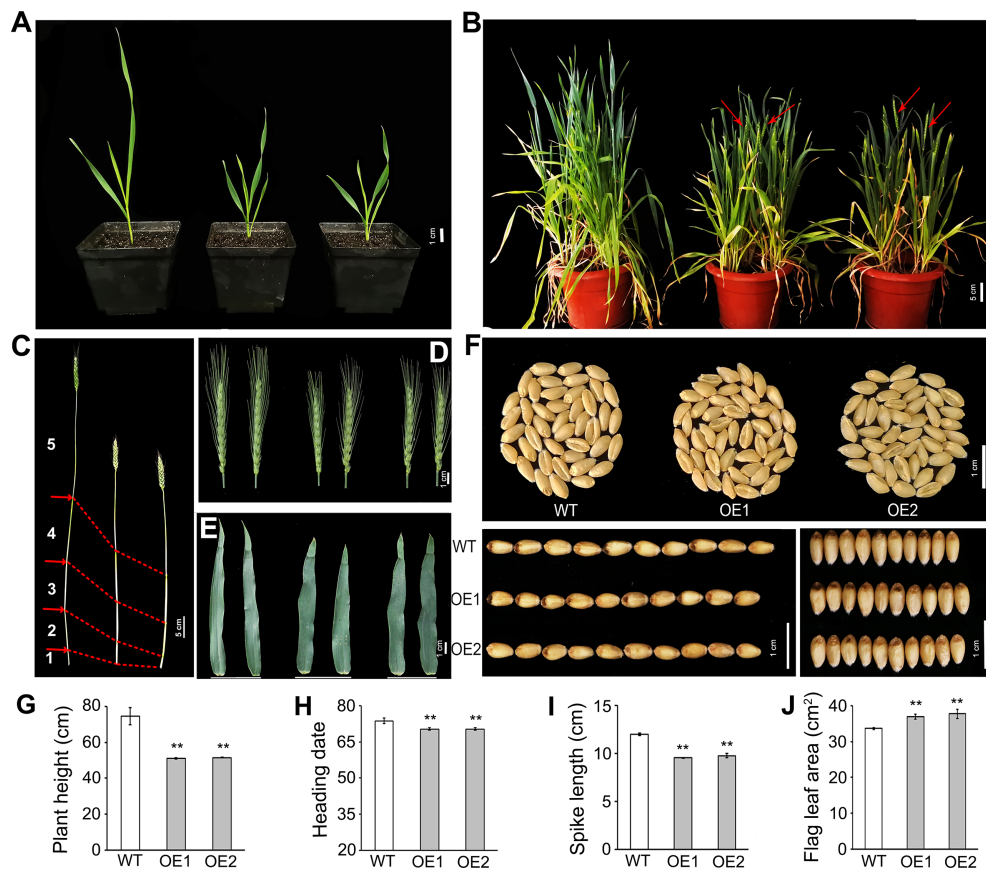 A
B
1 cm
5 cm
C
D
F
5
4
3
2
1
5 cm
1 cm
E
1 cm
WT
OE1
OE2
1 cm
WT
OE1
OE2
1 cm
1 cm
G
Plant height (cm)
80
60
40
20
0
**
**
WT
OE1
OE2
H
Heading date
80
65
50
35
20
**
**
WT
OE1
OE2
I
Spike length (cm)
15
10
5
0
**
**
WT
OE1
OE2
J
Flag leaf area (cm²)
40
30
20
10
0
**
**
WT
OE1
OE2